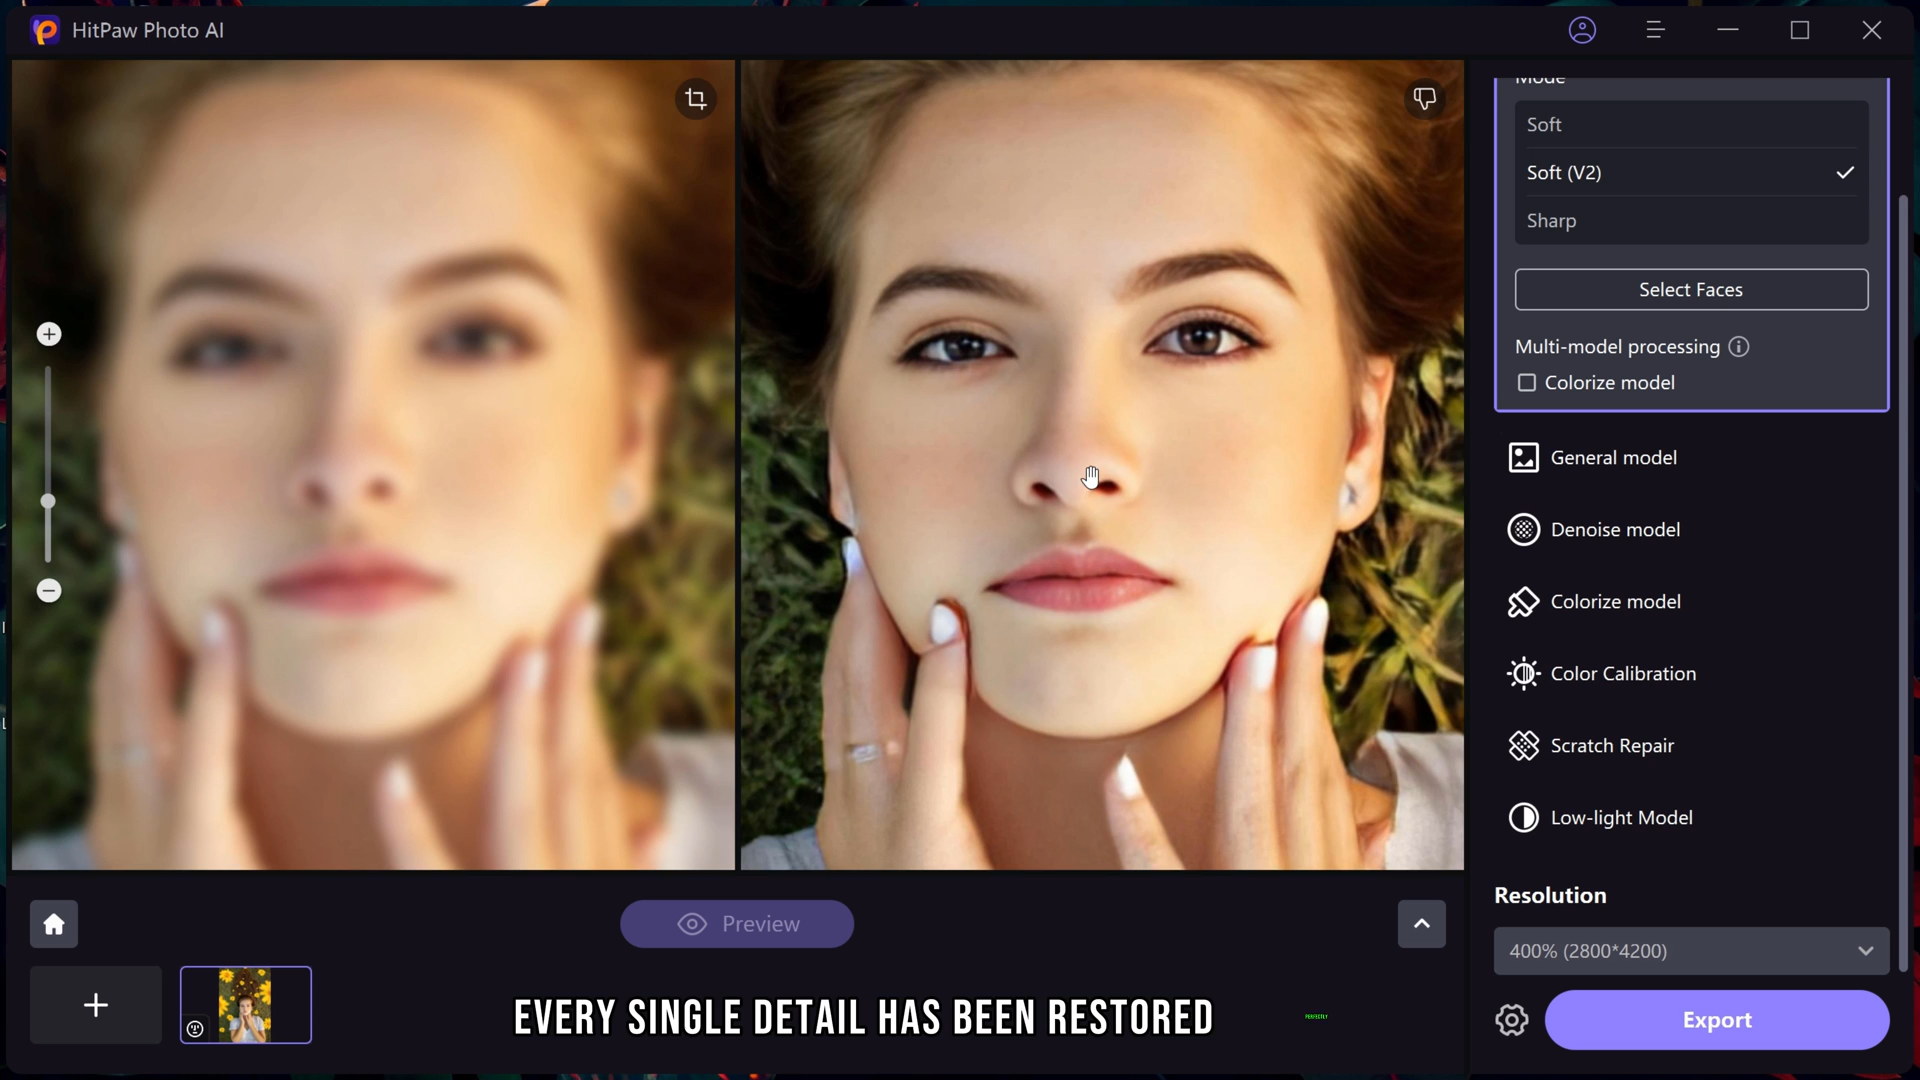 HitPaw Photo AI
Mode
Soft
Soft (V2)
Sharp
Select Faces
Multi-model processing
Colorize model
General model
Denoise model
Colorize model
Color Calibration
Scratch Repair
Low-light Model
Resolution
400% (2800*4200)
Preview
Export
EVERY SINGLE DETAIL HAS BEEN RESTORED PERFECTLY